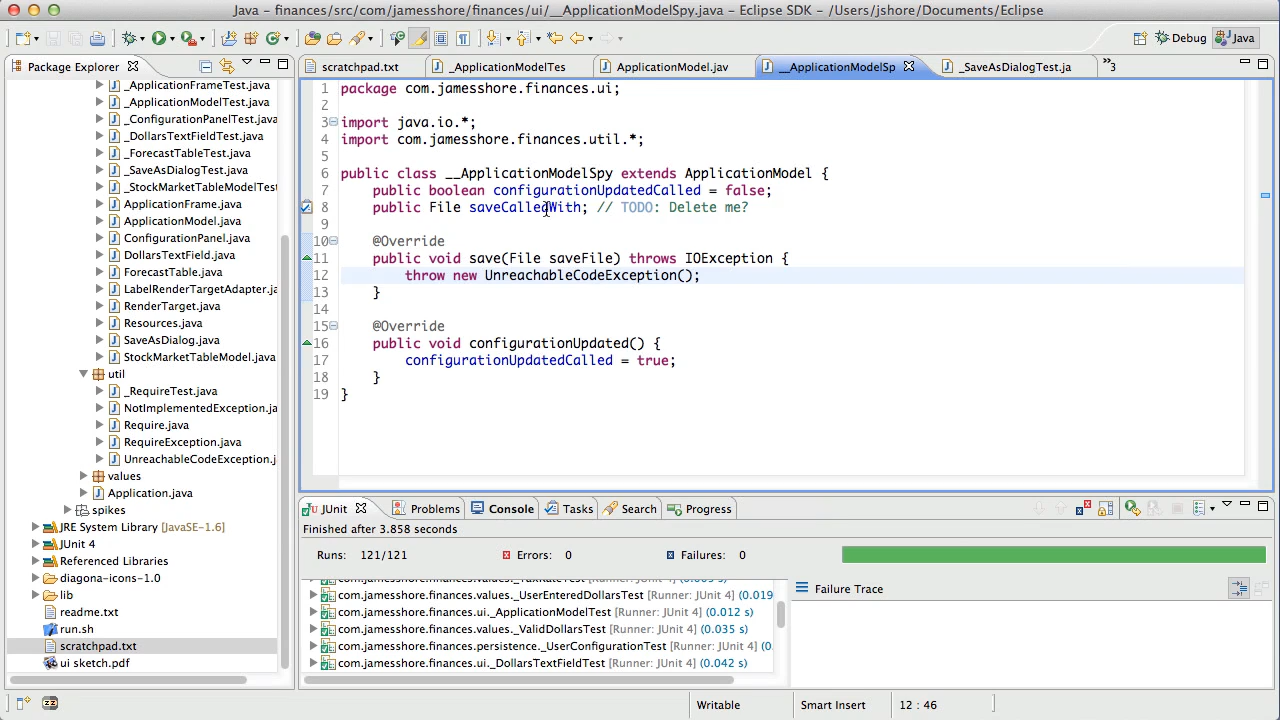 Java - finances/src/com/jamesshore/finances/ui/__ApplicationModelSpy.java - Eclipse SDK - /Users/jshore/Documents/Eclipse
Debug
Java
Package Explorer
scratchpad.txt
_ApplicationModelTes
ApplicationModel.jav
__ApplicationModelSp
_SaveAsDialogTest.ja
»3
_ApplicationFrameTest.java
_ApplicationModelTest.java
_ConfigurationPanelTest.java
_DollarsTextFieldTest.java
_ForecastTableTest.java
_SaveAsDialogTest.java
_StockMarketTableModelTest
ApplicationFrame.java
ApplicationModel.java
ConfigurationPanel.java
DollarsTextField.java
ForecastTable.java
LabelRenderTargetAdapter.ja
RenderTarget.java
Resources.java
SaveAsDialog.java
StockMarketTableModel.java
util
_RequireTest.java
NotImplementedException.ja
Require.java
RequireException.java
UnreachableCodeException.j
values
Application.java
spikes
JRE System Library [JavaSE-1.6]
JUnit 4
Referenced Libraries
diagona-icons-1.0
lib
readme.txt
run.sh
scratchpad.txt
ui sketch.pdf
1 package com.jamesshore.finances.ui;
2
3 import java.io.*;
4 import com.jamesshore.finances.util.*;
5
6 public class __ApplicationModelSpy extends ApplicationModel {
7 public boolean configurationUpdatedCalled = false;
8 public File saveCalledWith; // TODO: Delete me?
9
10 @Override
11 public void save(File saveFile) throws IOException {
12 throw new UnreachableCodeException();
13 }
14
15 @Override
16 public void configurationUpdated() {
17 configurationUpdatedCalled = true;
18 }
19 }
JUnit
Problems
Console
Tasks
Search
Progress
Finished after 3.858 seconds
Runs: 121/121
Errors: 0
Failures: 0
com.jamesshore.finances.values._TaxRateTest (0.005 s)
com.jamesshore.finances.values._UserEnteredDollarsTest [Runner: JUnit 4] (0.019
com.jamesshore.finances.ui._ApplicationModelTest [Runner: JUnit 4] (0.012 s)
com.jamesshore.finances.values._ValidDollarsTest [Runner: JUnit 4] (0.035 s)
com.jamesshore.finances.persistence._UserConfigurationTest [Runner: JUnit 4] (0.
com.jamesshore.finances.ui._DollarsTextFieldTest [Runner: JUnit 4] (0.042 s)
Failure Trace
Writable
Smart Insert
12 : 46